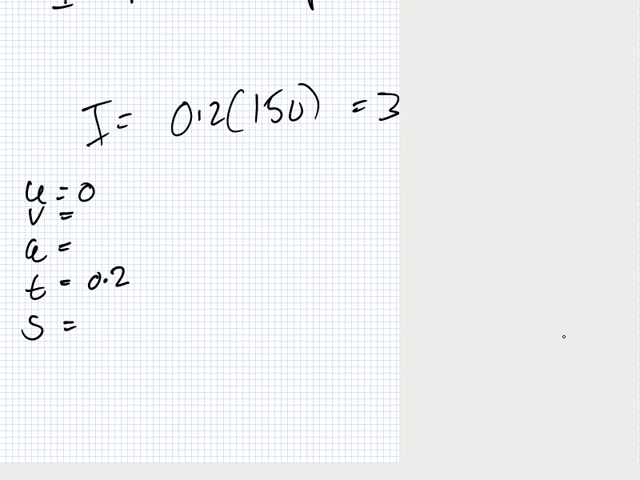 I = 0.2(150) = 3
u = 0
v =
a =
t = 0.2
s =